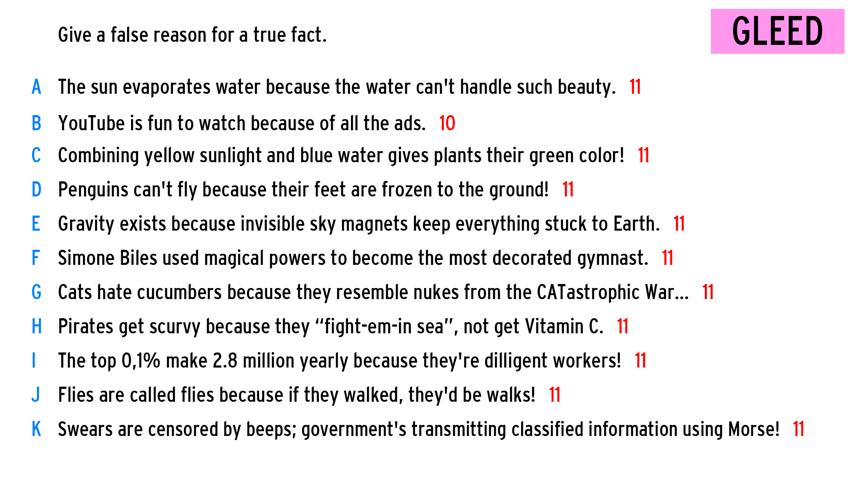 Give a false reason for a true fact.
GLEED
A The sun evaporates water because the water can't handle such beauty. 11
B YouTube is fun to watch because of all the ads. 10
C Combining yellow sunlight and blue water gives plants their green color! 11
D Penguins can't fly because their feet are frozen to the ground! 11
E Gravity exists because invisible sky magnets keep everything stuck to Earth. 11
F Simone Biles used magical powers to become the most decorated gymnast. 11
G Cats hate cucumbers because they resemble nukes from the CATastrophic War... 11
H Pirates get scurvy because they “fight-em-in sea”, not get Vitamin C. 11
I The top 0,1% make 2.8 million yearly because they're dilligent workers! 11
J Flies are called flies because if they walked, they'd be walks! 11
K Swears are censored by beeps; government's transmitting classified information using Morse! 11